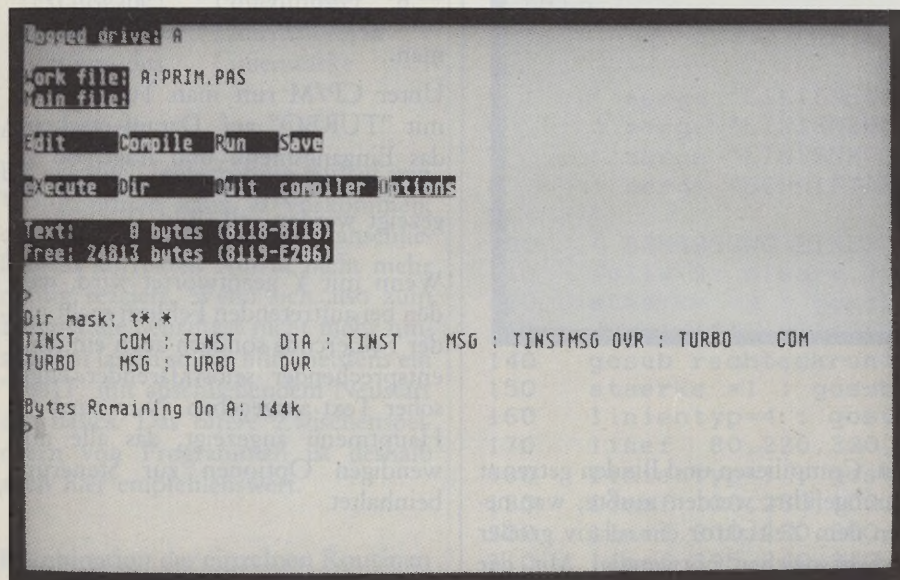 Logged drive: A
Work file: A:PRIM.PAS
Main file:
Edit Compile Run Save
eXecute Dir Quit compiler Options
Text: 0 bytes (8118-8118)
Free: 24813 bytes (8119-E206)
>
Dir mask: t*.*
TINST COM : TINST DTA : TINST MSG : TINSTMSG OVR : TURBO COM
TURBO MSG : TURBO OVR
Bytes Remaining On A: 144k
>